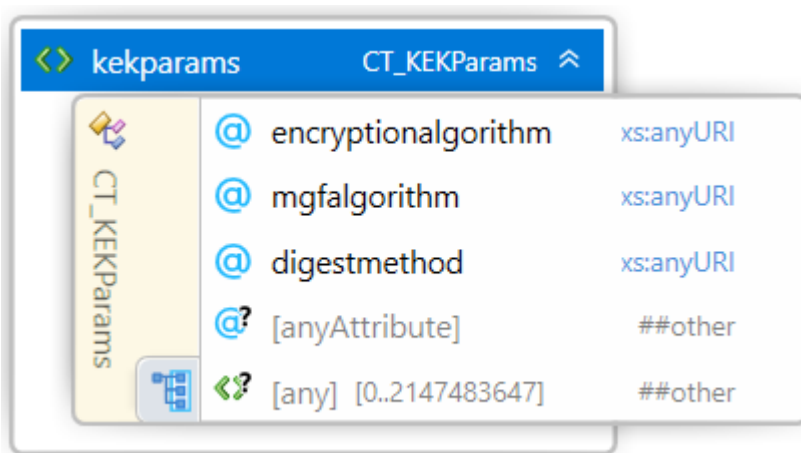 kekparams CT_KEKParams
CT_KEKParams
@ encryptionalgorithm xs:anyURI
@ mgfalgorithm xs:anyURI
@ digestmethod xs:anyURI
@? [anyAttribute] ##other
<>? [any] [0..2147483647] ##other